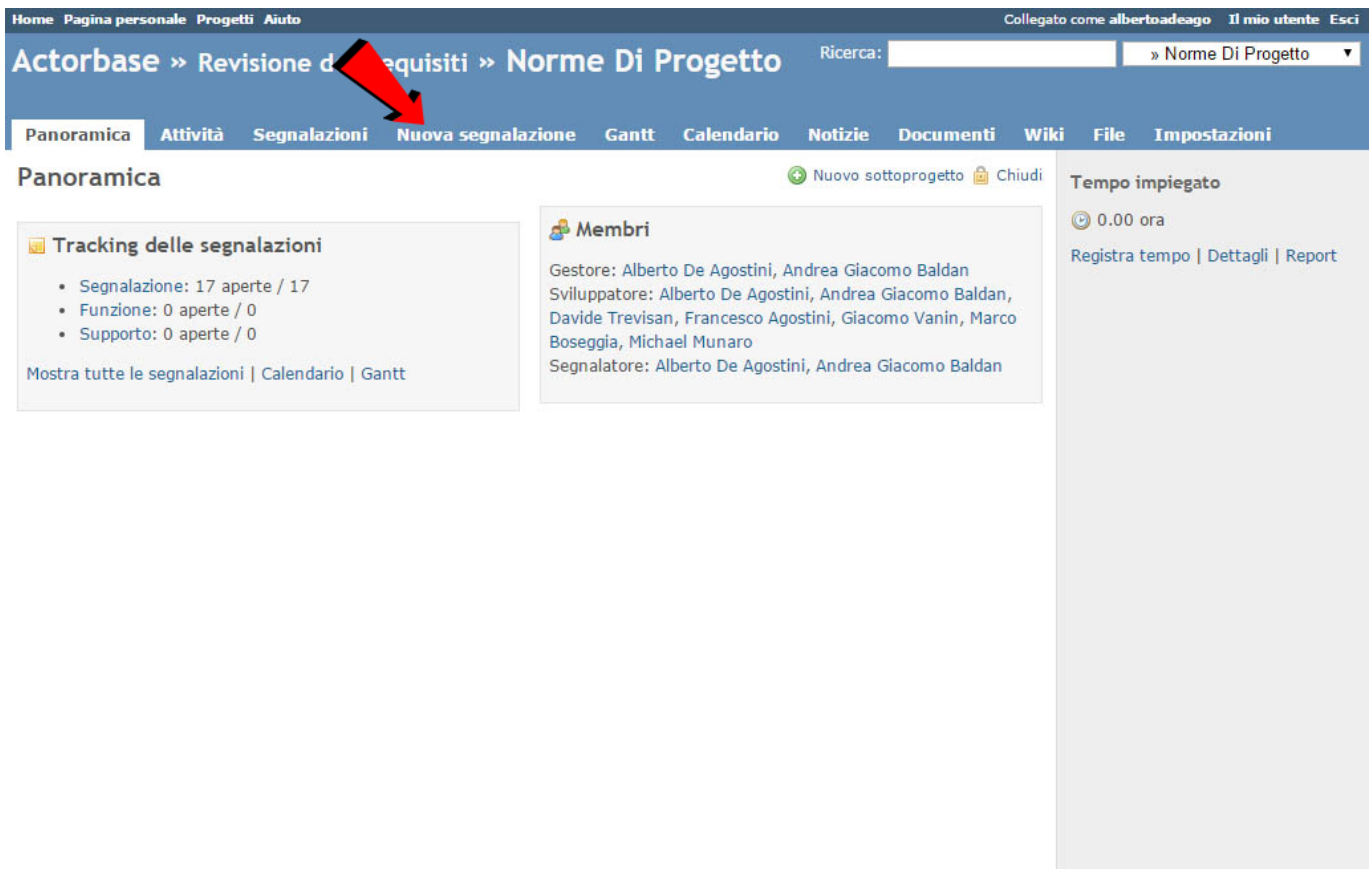 Home Pagina personale Progetti Aiuto Collegato come albertoadeago Il mio utente Esci
Actorbase » Revisione d equisiti » Norme Di Progetto Ricerca: » Norme Di Progetto
Panoramica Attività Segnalazioni Nuova segnalazione Gantt Calendario Notizie Documenti Wiki File Impostazioni
Panoramica
Nuovo sottoprogetto Chiudi
Tracking delle segnalazioni
• Segnalazione: 17 aperte / 17
• Funzione: 0 aperte / 0
• Supporto: 0 aperte / 0
Mostra tutte le segnalazioni | Calendario | Gantt
Membri
Gestore: Alberto De Agostini, Andrea Giacomo Baldan
Sviluppatore: Alberto De Agostini, Andrea Giacomo Baldan,
Davide Trevisan, Francesco Agostini, Giacomo Vanin, Marco
Boseggia, Michael Munaro
Segnalatore: Alberto De Agostini, Andrea Giacomo Baldan
Tempo impiegato
0.00 ora
Registra tempo | Dettagli | Report